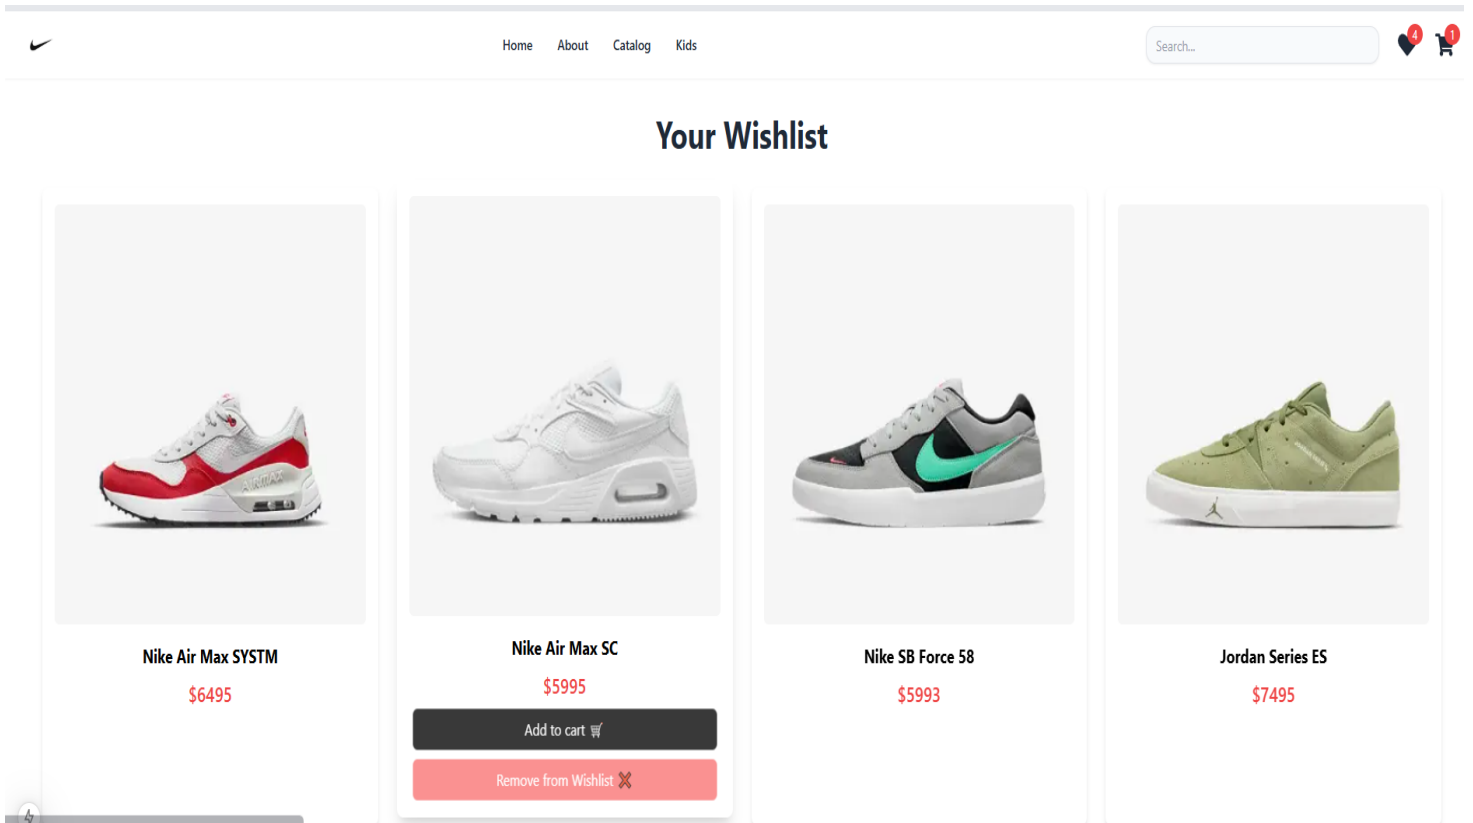 Home About Catalog Kids Search... 4 1
Your Wishlist
AIRMAX
Nike Air Max SYSTM
$6495
Nike Air Max SC
$5995
Add to cart
Remove from Wishlist
Nike SB Force 58
$5993
Jordan Series ES
$7495